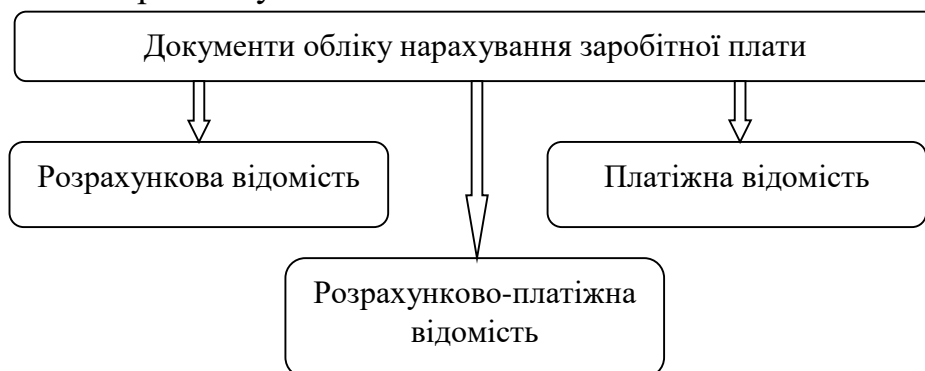 Документи обліку нарахування заробітної плати
Розрахункова відомість
Платіжна відомість
Розрахунково-платіжна
відомість